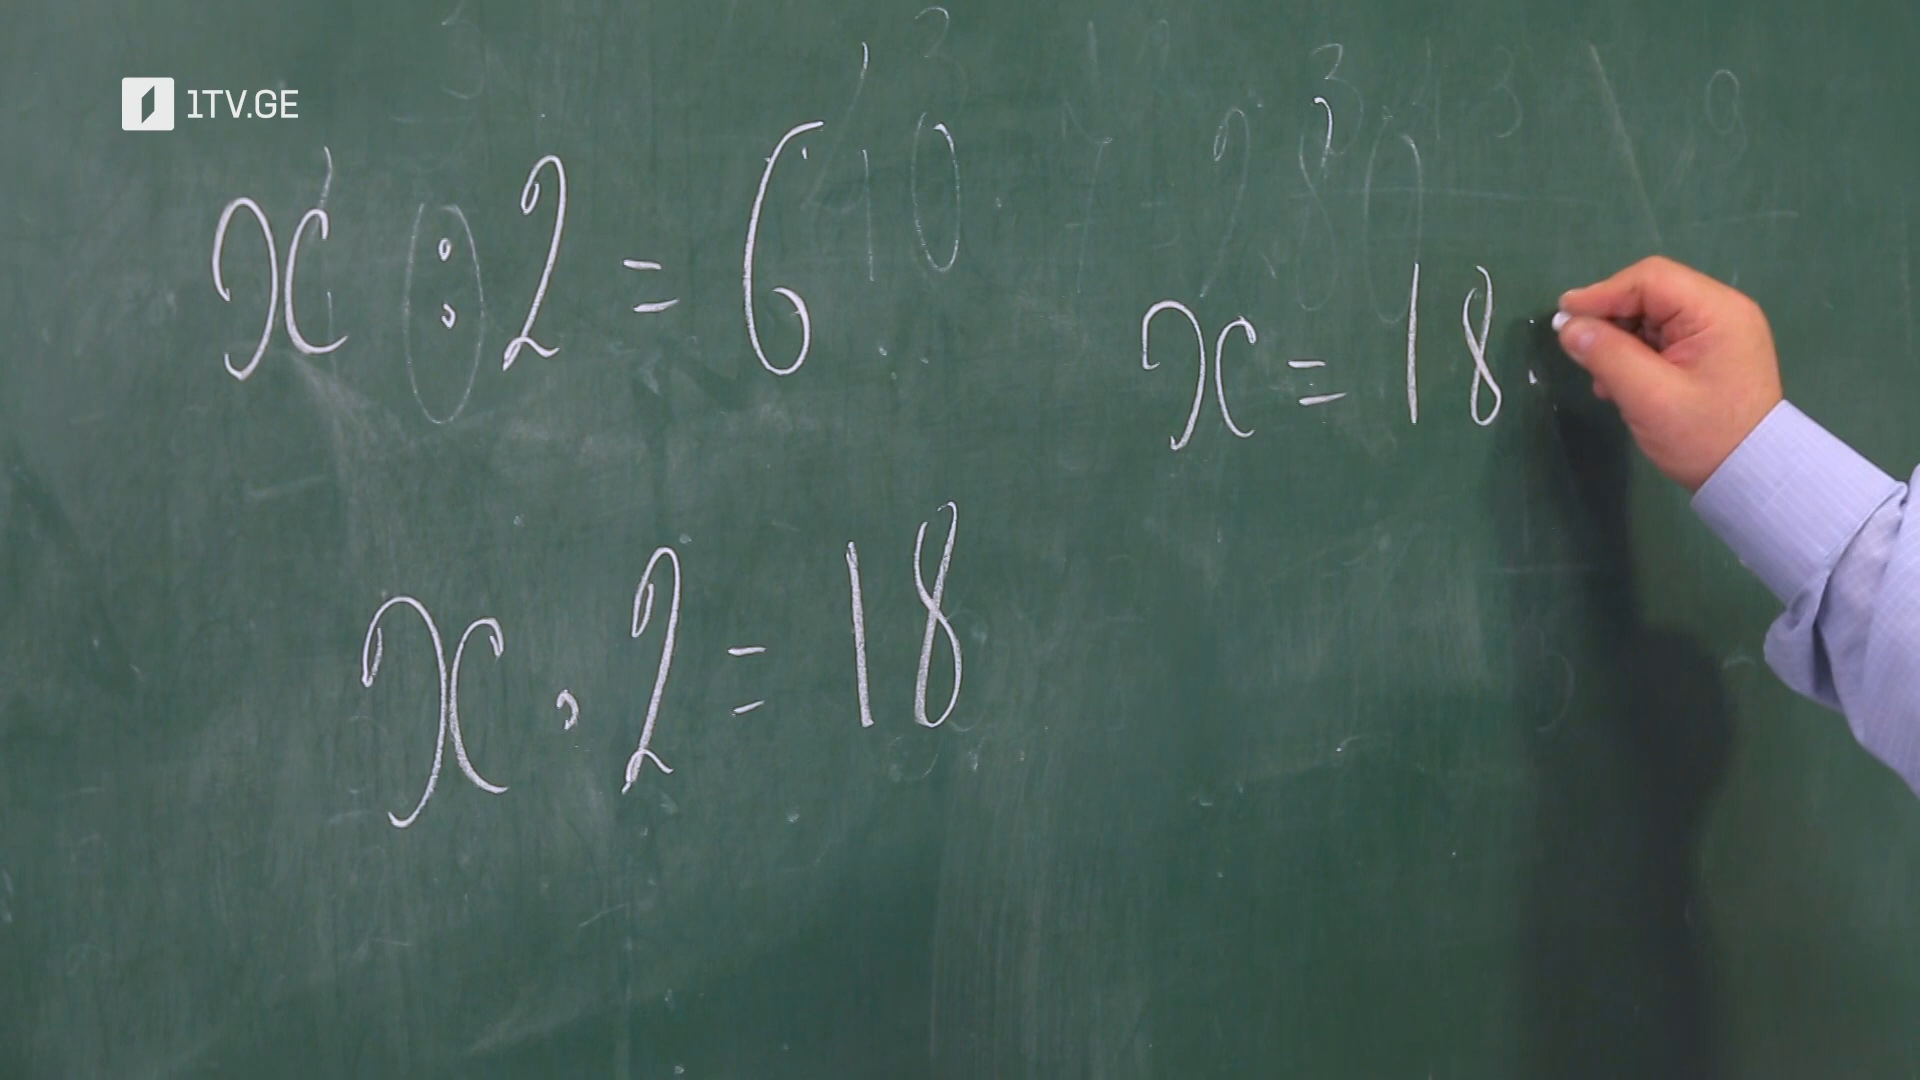 1TV.GE
x : 2 = 6
x = 18 :
x · 2 = 18